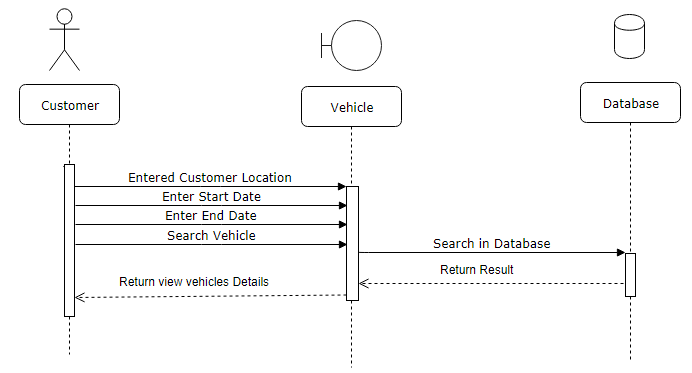 Customer
Vehicle
Database
Entered Customer Location
Enter Start Date
Enter End Date
Search Vehicle
Search in Database
Return Result
Return view vehicles Details